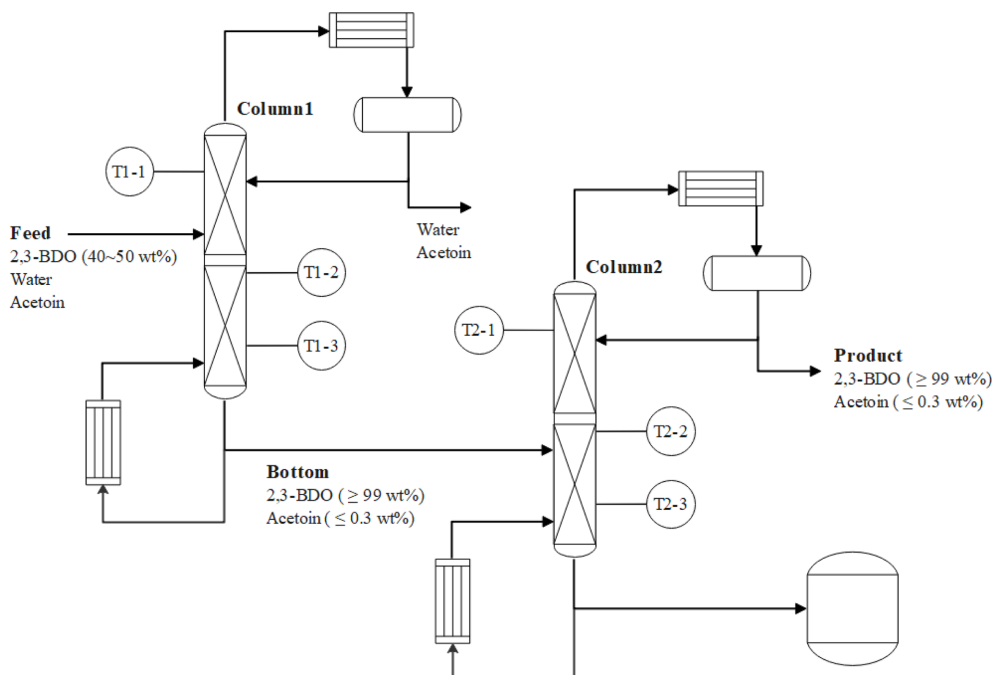 Column1
T1-1
Feed
2,3-BDO (40~50 wt%)
Water
Acetoin
T1-2
T1-3
Water
Acetoin
Bottom
2,3-BDO (≥ 99 wt%)
Acetoin ( ≤ 0.3 wt%)
Column2
T2-1
T2-2
T2-3
Product
2,3-BDO ( ≥ 99 wt%)
Acetoin ( ≤ 0.3 wt%)